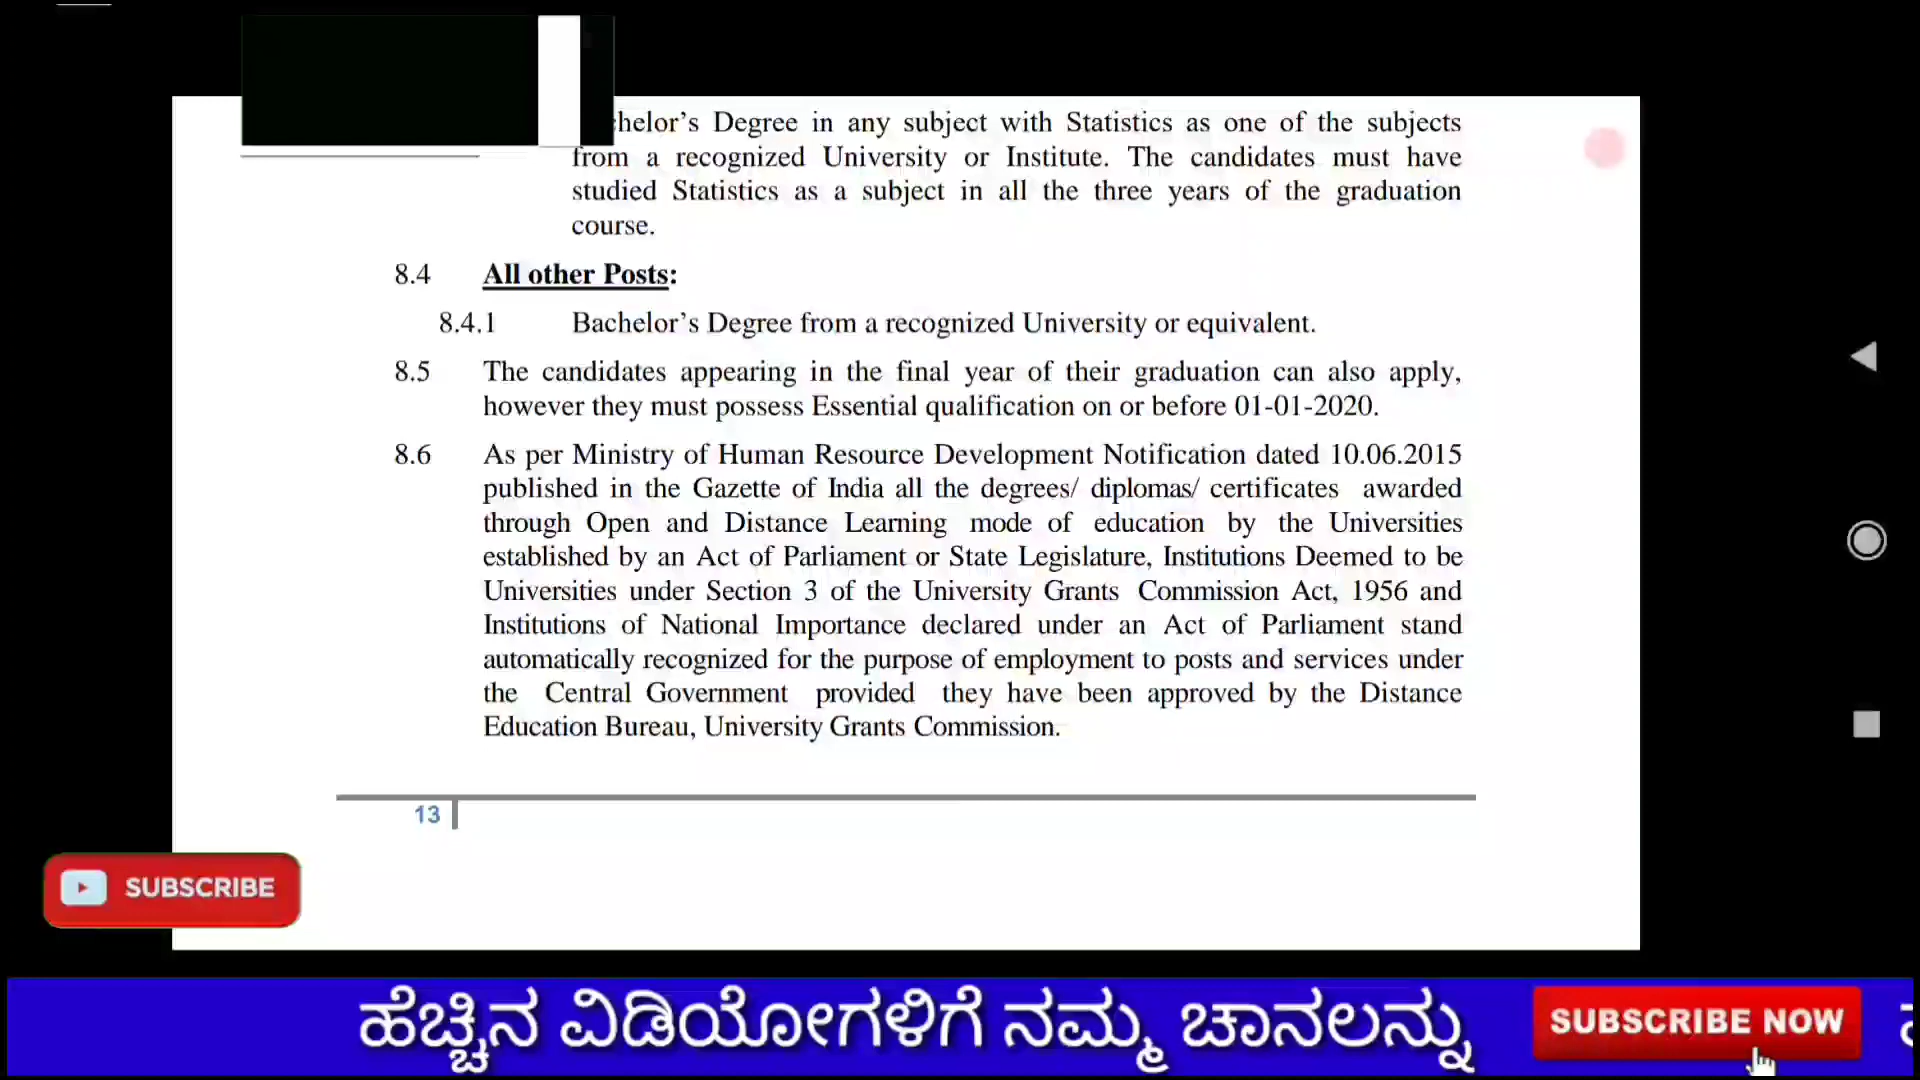 helor's Degree in any subject with Statistics as one of the subjects
from a recognized University or Institute. The candidates must have
studied Statistics as a subject in all the three years of the graduation
course.
8.4 All other Posts:
8.4.1 Bachelor's Degree from a recognized University or equivalent.
8.5 The candidates appearing in the final year of their graduation can also apply,
however they must possess Essential qualification on or before 01-01-2020.
8.6 As per Ministry of Human Resource Development Notification dated 10.06.2015
published in the Gazette of India all the degrees/ diplomas/ certificates awarded
through Open and Distance Learning mode of education by the Universities
established by an Act of Parliament or State Legislature, Institutions Deemed to be
Universities under Section 3 of the University Grants Commission Act, 1956 and
Institutions of National Importance declared under an Act of Parliament stand
automatically recognized for the purpose of employment to posts and services under
the Central Government provided they have been approved by the Distance
Education Bureau, University Grants Commission.
13
SUBSCRIBE
ಹೆಚ್ಚಿನ ವಿಡಿಯೋಗಳಿಗೆ ನಮ್ಮ ಚಾನಲನ್ನು SUBSCRIBE NOW